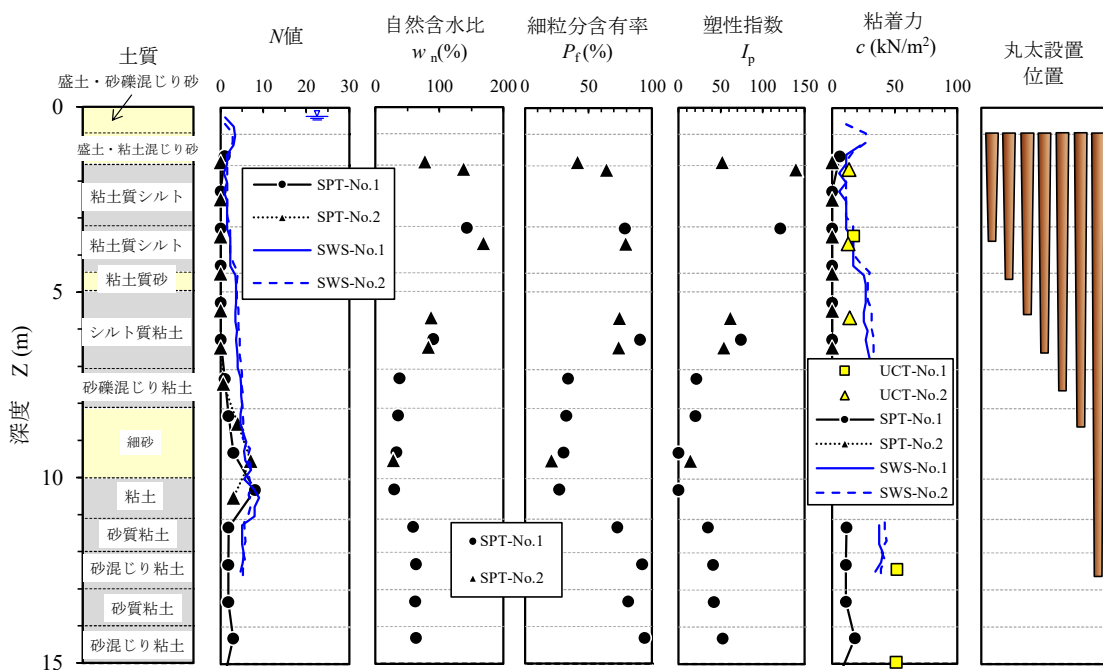 土質
N値
自然含水比
w n(%)
細粒分含有率
Pf (%)
塑性指数
Ip
粘着力
c (kN/m2)
丸太設置
位置
盛土・砂礫混じり砂
0 10 20 30
0 100 200
0 50 100
0 50 100 150
0 50 100
深度 Z (m)
0
5
10
15
盛土・粘土混じり砂
粘土質シルト
粘土質シルト
粘土質砂
シルト質粘土
砂礫混じり粘土
細砂
粘土
砂質粘土
砂混じり粘土
砂質粘土
砂混じり粘土
SPT-No.1
SPT-No.2
SWS-No.1
SWS-No.2
SPT-No.1
SPT-No.2
UCT-No.1
UCT-No.2
SPT-No.1
SPT-No.2
SWS-No.1
SWS-No.2